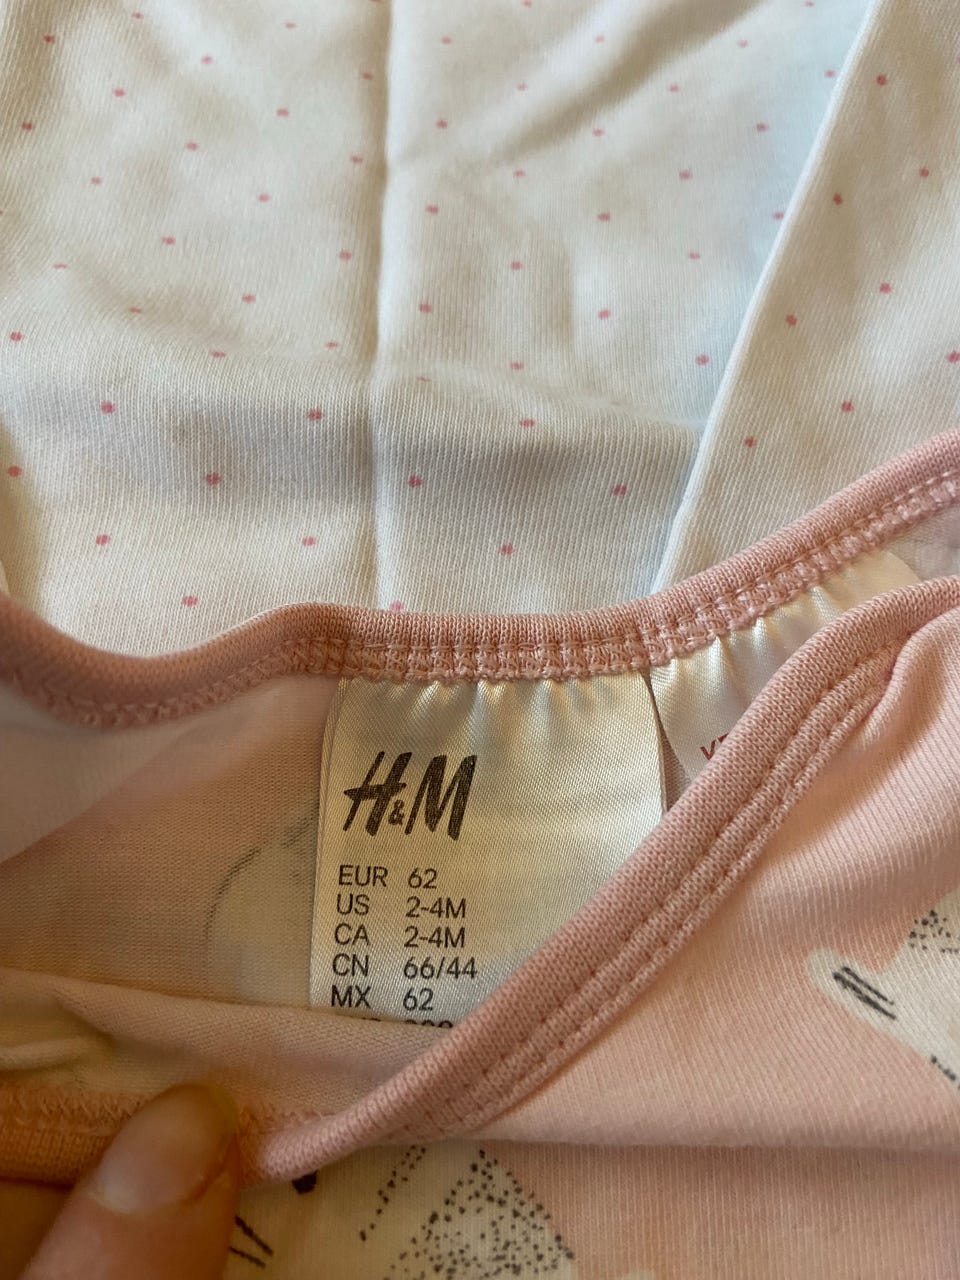 H&M
EUR 62
US 2-4M
CA 2-4M
CN 66/44
MX 62